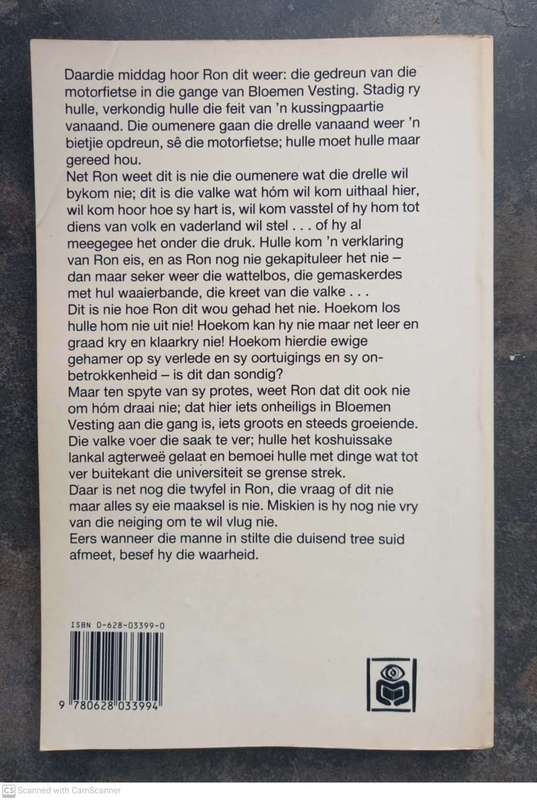 Daardie middag hoor Ron dit weer: die gedreun van die
motorfietse in die gange van Bloemen Vesting. Stadig ry
hulle, verkondig hulle die feit van 'n kussingpaartie
vanaand. Die oumenere gaan die drelle vanaand weer 'n
bietjie opdreun, sê die motorfietse; hulle moet hulle maar
gereed hou.
Net Ron weet dit is nie die oumenere wat die drelle wil
bykom nie; dit is die valke wat hóm wil kom uithaal hier,
wil kom hoor hoe sy hart is, wil kom vasstel of hy hom tot
diens van volk en vaderland wil stel . . . of hy al
meegegee het onder die druk. Hulle kom 'n verklaring
van Ron eis, en as Ron nog nie gekapituleer het nie –
dan maar seker weer die wattelbos, die gemaskerdes
met hul waaierbande, die kreet van die valke . . .
Dit is nie hoe Ron dit wou gehad het nie. Hoekom los
hulle hom nie uit nie! Hoekom kan hy nie maar net leer en
graad kry en klaarkry nie! Hoekom hierdie ewige
gehamer op sy verlede en sy oortuigings en sy on-
betrokkenheid – is dit dan sondig?
Maar ten spyte van sy protes, weet Ron dat dit ook nie
om hóm draai nie; dat hier iets onheiligs in Bloemen
Vesting aan die gang is, iets groots en steeds groeiende.
Die valke voer die saak te ver; hulle het koshuissake
lankal agterweë gelaat en bemoei hulle met dinge wat tot
ver buitekant die universiteit se grense strek.
Daar is net nog die twyfel in Ron, die vraag of dit nie
maar alles sy eie maaksel is nie. Miskien is hy nog nie vry
van die neiging om te wil vlug nie.
Eers wanneer die manne in stilte die duisend tree suid
afmeet, besef hy die waarheid.
ISBN 0-628-03399-0
9 780628 033994
CS Scanned with CamScanner